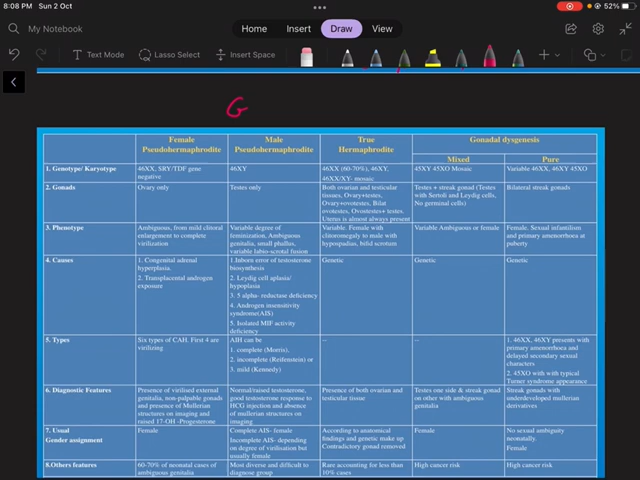 8:08 PM Sun 2 Oct
52%
My Notebook
Home Insert Draw View
Text Mode Lasso Select Insert Space
G
Female Pseudohermaphrodite
Male Pseudohermaphrodite
True Hermaphrodite
Gonadal dysgenesis
Mixed
Pure
1. Genotype/ Karyotype
46XX, SRY/TDF gene
negative
46XY
46XX (60-70%), 46XY,
46XX/XY- mosaic
45XY 45XO Mosaic
Variable 46XX, 46XY 45XO
2. Gonads
Ovary only
Testes only
Both ovarian and testicular
tissues, Ovary+testes,
Ovary+ovotestes, Bilat
ovotestes, Ovostestes+ testes.
Uterus is almost always present
Testes + streak gonad (Testes
with Sertoli and Leydig cells,
No germinal cells)
Bilateral streak gonads
3. Phenotype
Ambiguous, from mild clitoral
enlargement to complete
virilization
Variable degree of
feminization, Ambiguous
genitalia, small phallus,
variable labio-scrotal fusion
Variable. Female with
clitoromegaly to male with
hypospadius, bifid scrotum
Variable Ambiguous or female
Female. Sexual infantilism
and primary amenorrhoea at
puberty
4. Causes
1. Congenital adrenal
hyperplasia.
2. Transplacental androgen
exposure
1.Inborn error of testosterone
biosynthesis
2. Leydig cell aplasia/
hypoplasia
3. 5 alpha- reductase deficiency
4. Androgen insensitivity
syndrome(AIS)
5. Isolated MIF activity
deficiency
Genetic
Genetic
Genetic
5. Types
Six types of CAH. First 4 are
virilizing
AIH can be
1. complete (Morris),
2. incomplete (Reifenstein) or
3. mild (Kennedy)
--
--
1. 46XX, 46XY presents with
primary amenorrhoea and
delayed secondary sexual
characters
2. 45XO with with typical
Turner syndrome appearance
6. Diagnostic Features
Presence of virilised external
genitalia, non-palpable gonads
and presence of Mullerian
structures on imaging and
raised 17-OH -Progesterone
Normal/raised testosterone,
good testosterone response to
HCG injection and absence
of mullerian structures on
imaging
Presence of both ovarian and
testicular tissue
Testes one side & streak gonad
on other with ambiguous
genitalia
Streak gonads with
underdeveloped mullerian
derivatives
7. Usual
Gender assignment
Female
Complete AIS- female
Incomplete AIS- depending
on degree of virilisation but
usually female
According to anatomical
findings and genetic make up
Contradictory gonad removed
Female
No sexual ambiguity
neonatally.
Female
8.Others features
60-70% of neonatal cases of
ambiguous genitalia
Most diverse and difficult to
diagnose group
Rare accounting for less than
10% cases
High cancer risk
High cancer risk